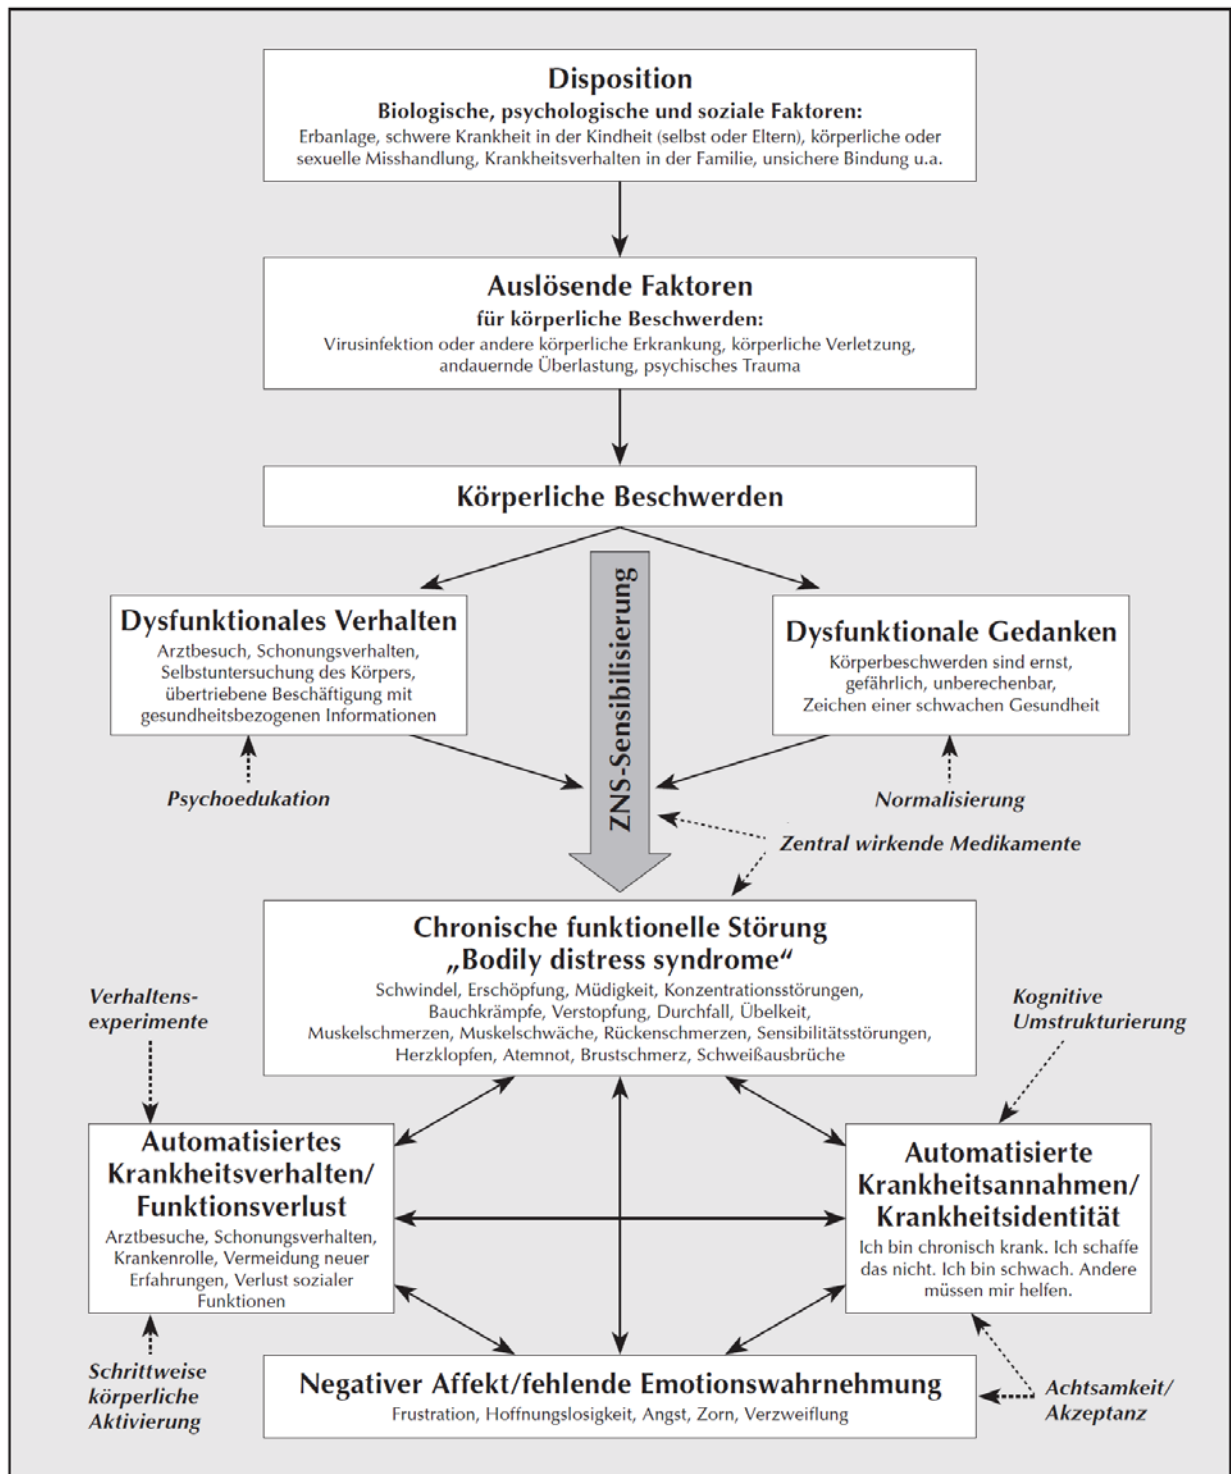 Disposition
Biologische, psychologische und soziale Faktoren:
Erbanlage, schwere Krankheit in der Kindheit (selbst oder Eltern), körperliche oder
sexuelle Misshandlung, Krankheitsverhalten in der Familie, unsichere Bindung u.a.
Auslösende Faktoren
für körperliche Beschwerden:
Virusinfektion oder andere körperliche Erkrankung, körperliche Verletzung,
andauernde Überlastung, psychisches Trauma
Körperliche Beschwerden
ZNS-Sensibilisierung
Dysfunktionales Verhalten
Arztbesuch, Schonungsverhalten,
Selbstuntersuchung des Körpers,
übertriebene Beschäftigung mit
gesundheitsbezogenen Informationen
Dysfunktionale Gedanken
Körperbeschwerden sind ernst,
gefährlich, unberechenbar,
Zeichen einer schwachen Gesundheit
Psychoedukation
Normalisierung
Zentral wirkende Medikamente
Chronische funktionelle Störung
„Bodily distress syndrome“
Schwindel, Erschöpfung, Müdigkeit, Konzentrationsstörungen,
Bauchkrämpfe, Verstopfung, Durchfall, Übelkeit,
Muskelschmerzen, Muskelschwäche, Rückenschmerzen, Sensibilitätsstörungen,
Herzklopfen, Atemnot, Brustschmerz, Schweißausbrüche
Verhaltens-
experimente
Kognitive
Umstrukturierung
Automatisiertes
Krankheitsverhalten/
Funktionsverlust
Arztbesuche, Schonungsverhalten,
Krankenrolle, Vermeidung neuer
Erfahrungen, Verlust sozialer
Funktionen
Automatisierte
Krankheitsannahmen/
Krankheitsidentität
Ich bin chronisch krank. Ich schaffe
das nicht. Ich bin schwach. Andere
müssen mir helfen.
Schrittweise
körperliche
Aktivierung
Negativer Affekt/fehlende Emotionswahrnehmung
Frustration, Hoffnungslosigkeit, Angst, Zorn, Verzweiflung
Achtsamkeit/
Akzeptanz